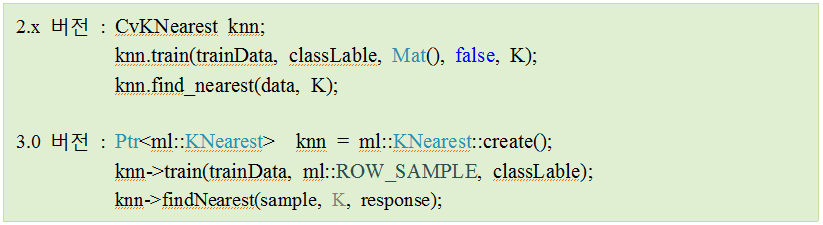 2.x 버전 : CvKNearest knn;
knn.train(trainData, classLable, Mat(), false, K);
knn.find_nearest(data, K);
3.0 버전 : Ptr<ml::KNearest> knn = ml::KNearest::create();
knn->train(trainData, ml::ROW_SAMPLE, classLable);
knn->findNearest(sample, K, response);